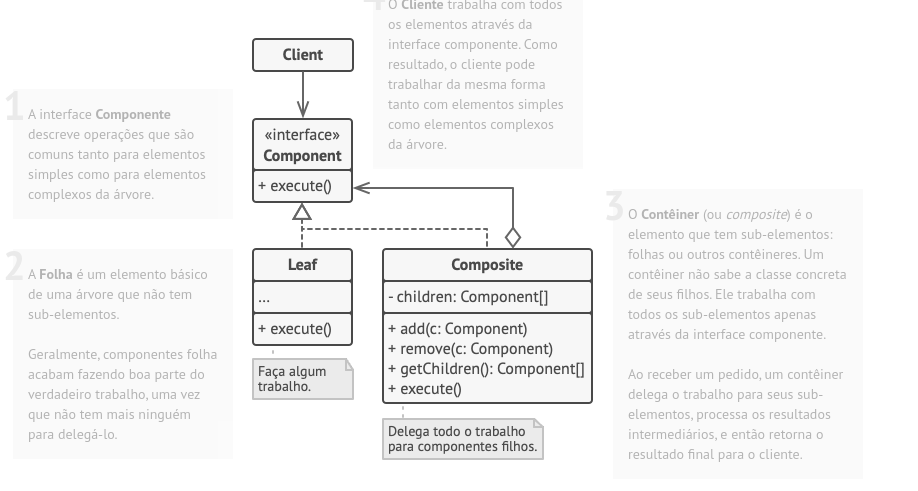 4
O Cliente trabalha com todos
os elementos através da
interface componente. Como
resultado, o cliente pode
trabalhar da mesma forma
tanto com elementos simples
como elementos complexos
da árvore.
Client
1
A interface Componente
descreve operações que são
comuns tanto para elementos
simples como para elementos
complexos da árvore.
«interface»
Component
+ execute()
2
A Folha é um elemento básico
de uma árvore que não tem
sub-elementos.
Geralmente, componentes folha
acabam fazendo boa parte do
verdadeiro trabalho, uma vez
que não tem mais ninguém
para delegá-lo.
Leaf
...
+ execute()
Faça algum
trabalho.
Composite
- children: Component[]
+ add(c: Component)
+ remove(c: Component)
+ getChildren(): Component[]
+ execute()
Delega todo o trabalho
para componentes filhos.
3
O Contêiner (ou composite) é o
elemento que tem sub-elementos:
folhas ou outros contêineres. Um
contêiner não sabe a classe concreta
de seus filhos. Ele trabalha com
todos os sub-elementos apenas
através da interface componente.
Ao receber um pedido, um contêiner
delega o trabalho para seus sub-
elementos, processa os resultados
intermediários, e então retorna o
resultado final para o cliente.